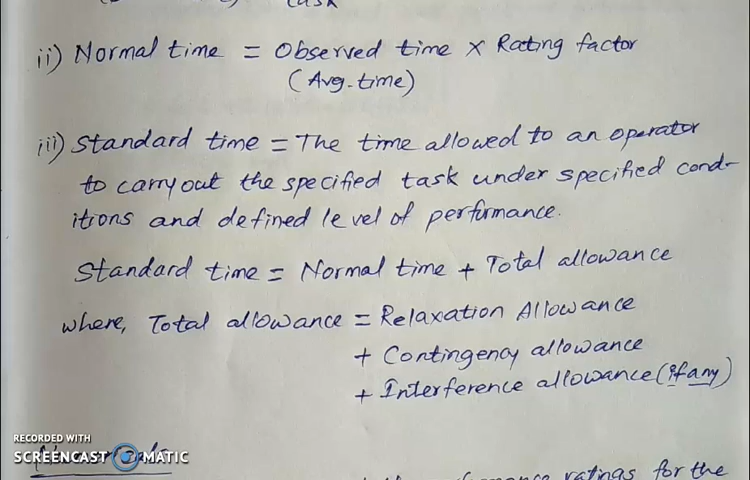 task
ii) Normal time = Observed time × Rating factor
(Avg. time)
iii) Standard time = The time allowed to an operator
to carryout the specified task under specified cond-
itions and defined level of performance.
Standard time = Normal time + Total allowance
where, Total allowance = Relaxation Allowance
+ Contingency allowance
+ Interference allowance (if any)
RECORDED WITH
SCREENCAST MATIC
ratings for the